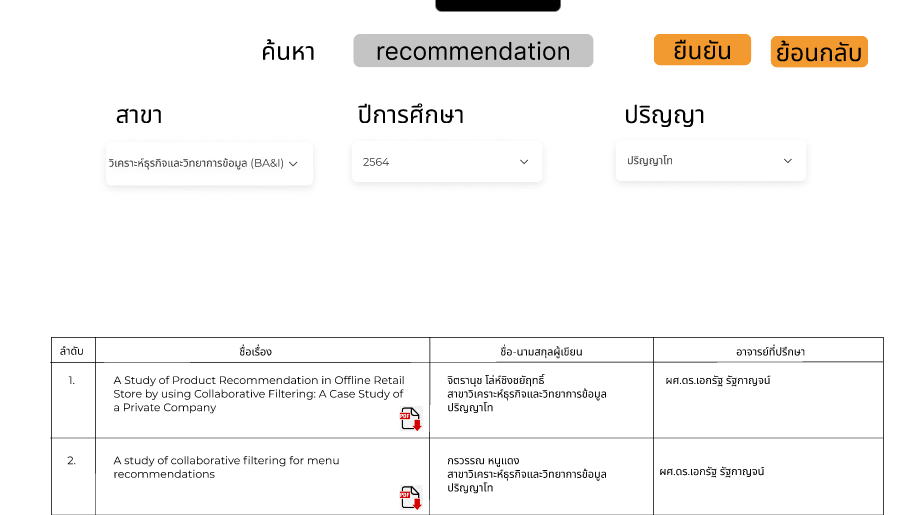 ค้นหา recommendation ยืนยัน ย้อนกลับ
สาขา ปีการศึกษา ปริญญา
วิเคราะห์ธุรกิจและวิทยาการข้อมูล (BA&I) 2564 ปริญญาโท
ลำดับ ชื่อเรื่อง ชื่อ-นามสกุลผู้เขียน อาจารย์ที่ปรึกษา
1. A Study of Product Recommendation in Offline Retail
Store by using Collaborative Filtering: A Case Study of
a Private Company
PDF
จิตรานุช โล่ห์ชิงชยฤทธิ์
สาขาวิเคราะห์ธุรกิจและวิทยาการข้อมูล
ปริญญาโท
ผศ.ดร.เอกรัฐ รัฐกาญจน์
2. A study of collaborative filtering for menu
recommendations
PDF
กรวรรณ หนูแดง
สาขาวิเคราะห์ธุรกิจและวิทยาการข้อมูล
ปริญญาโท
ผศ.ดร.เอกรัฐ รัฐกาญจน์